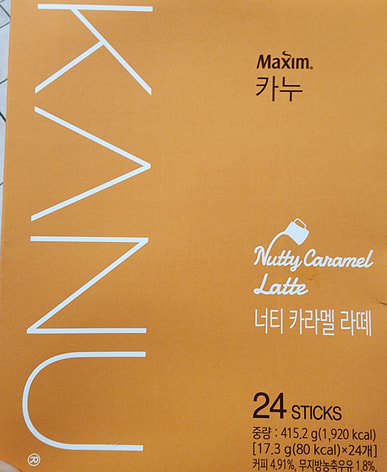 KANU®
Maxim®
카누
Nutty Caramel
Latte
너티 카라멜 라떼
24 STICKS
중량 : 415.2 g(1,920 kcal)
[17.3 g(80 kcal)×24개]
커피 4.91%, 무지방농축우유 1.8%